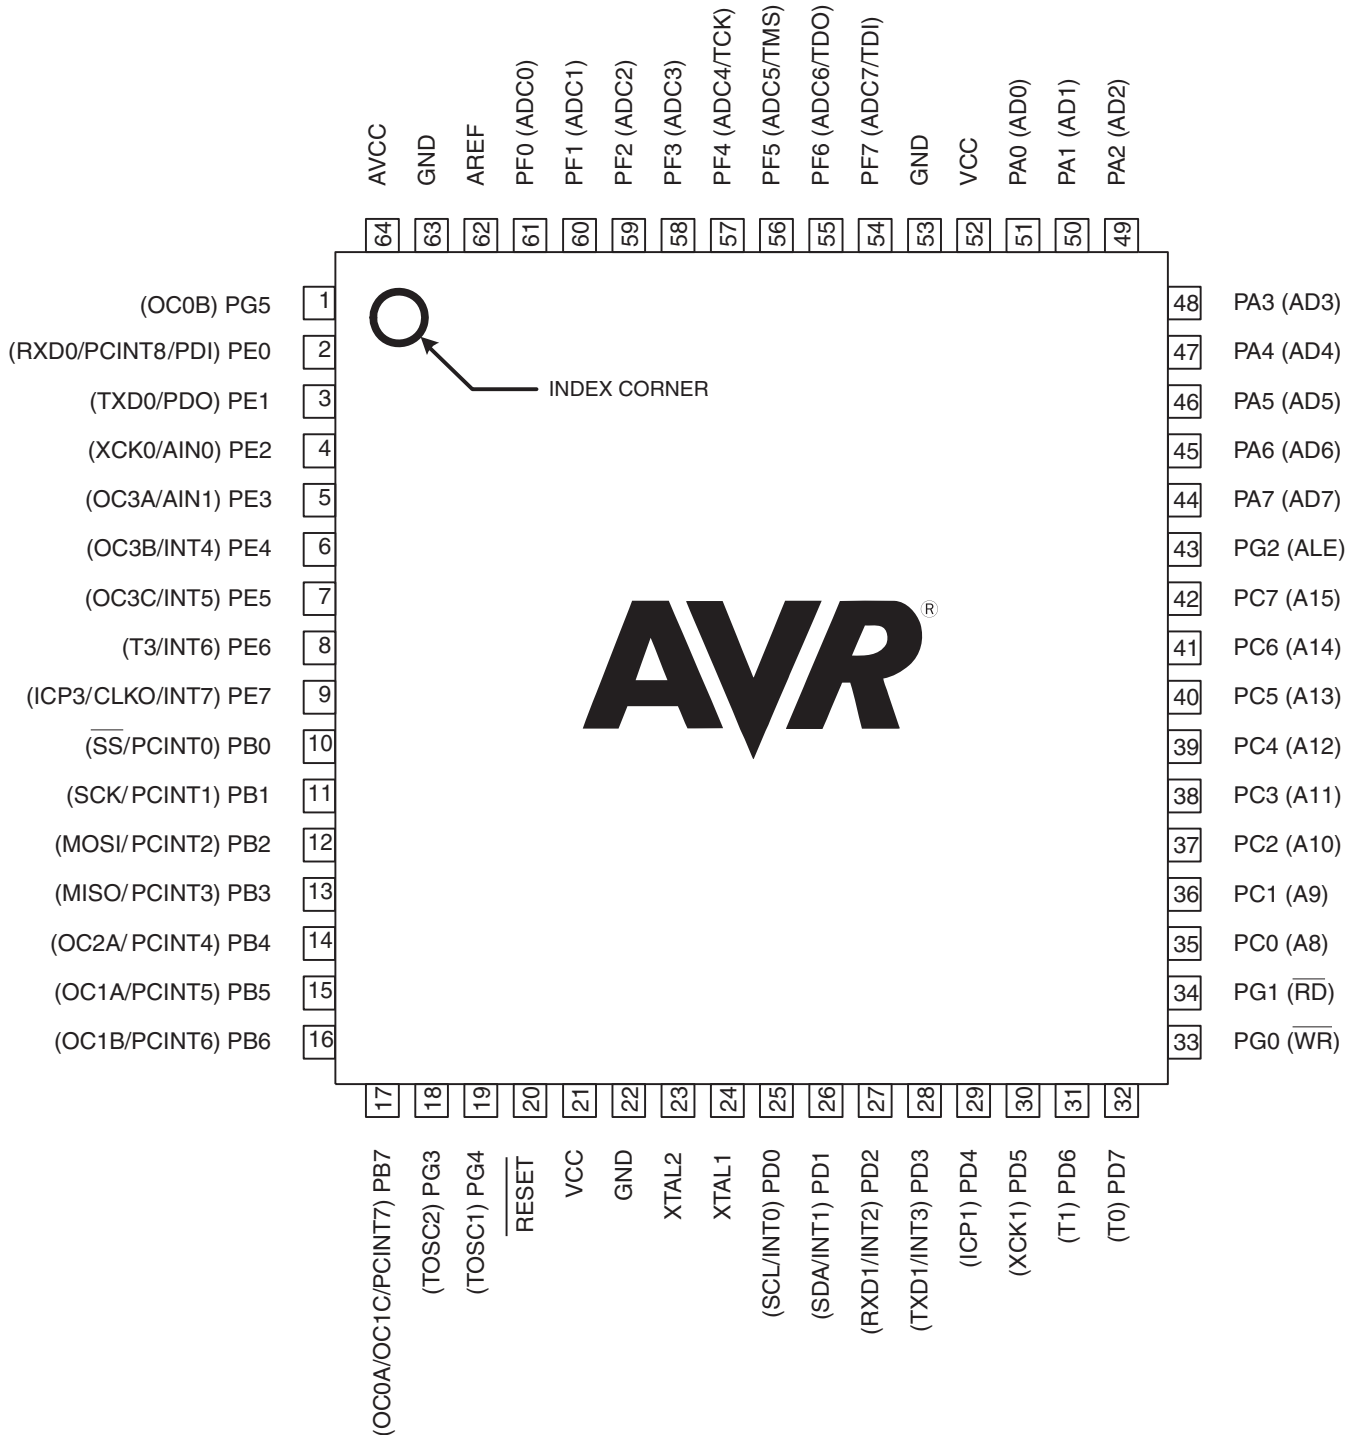 AVCC
GND
AREF
PF0 (ADC0)
PF1 (ADC1)
PF2 (ADC2)
PF3 (ADC3)
PF4 (ADC4/TCK)
PF5 (ADC5/TMS)
PF6 (ADC6/TDO)
PF7 (ADC7/TDI)
GND
VCC
PA0 (AD0)
PA1 (AD1)
PA2 (AD2)
64
63
62
61
60
59
58
57
56
55
54
53
52
51
50
49
(OC0B) PG5 1
(RXD0/PCINT8/PDI) PE0 2
(TXD0/PDO) PE1 3
(XCK0/AIN0) PE2 4
(OC3A/AIN1) PE3 5
(OC3B/INT4) PE4 6
(OC3C/INT5) PE5 7
(T3/INT6) PE6 8
(ICP3/CLKO/INT7) PE7 9
(SS/PCINT0) PB0 10
(SCK/PCINT1) PB1 11
(MOSI/PCINT2) PB2 12
(MISO/PCINT3) PB3 13
(OC2A/PCINT4) PB4 14
(OC1A/PCINT5) PB5 15
(OC1B/PCINT6) PB6 16
INDEX CORNER
AVR®
48 PA3 (AD3)
47 PA4 (AD4)
46 PA5 (AD5)
45 PA6 (AD6)
44 PA7 (AD7)
43 PG2 (ALE)
42 PC7 (A15)
41 PC6 (A14)
40 PC5 (A13)
39 PC4 (A12)
38 PC3 (A11)
37 PC2 (A10)
36 PC1 (A9)
35 PC0 (A8)
34 PG1 (RD)
33 PG0 (WR)
17
18
19
20
21
22
23
24
25
26
27
28
29
30
31
32
(OC0A/OC1C/PCINT7) PB7
(TOSC2) PG3
(TOSC1) PG4
RESET
VCC
GND
XTAL2
XTAL1
(SCL/INT0) PD0
(SDA/INT1) PD1
(RXD1/INT2) PD2
(TXD1/INT3) PD3
(ICP1) PD4
(XCK1) PD5
(T1) PD6
(T0) PD7